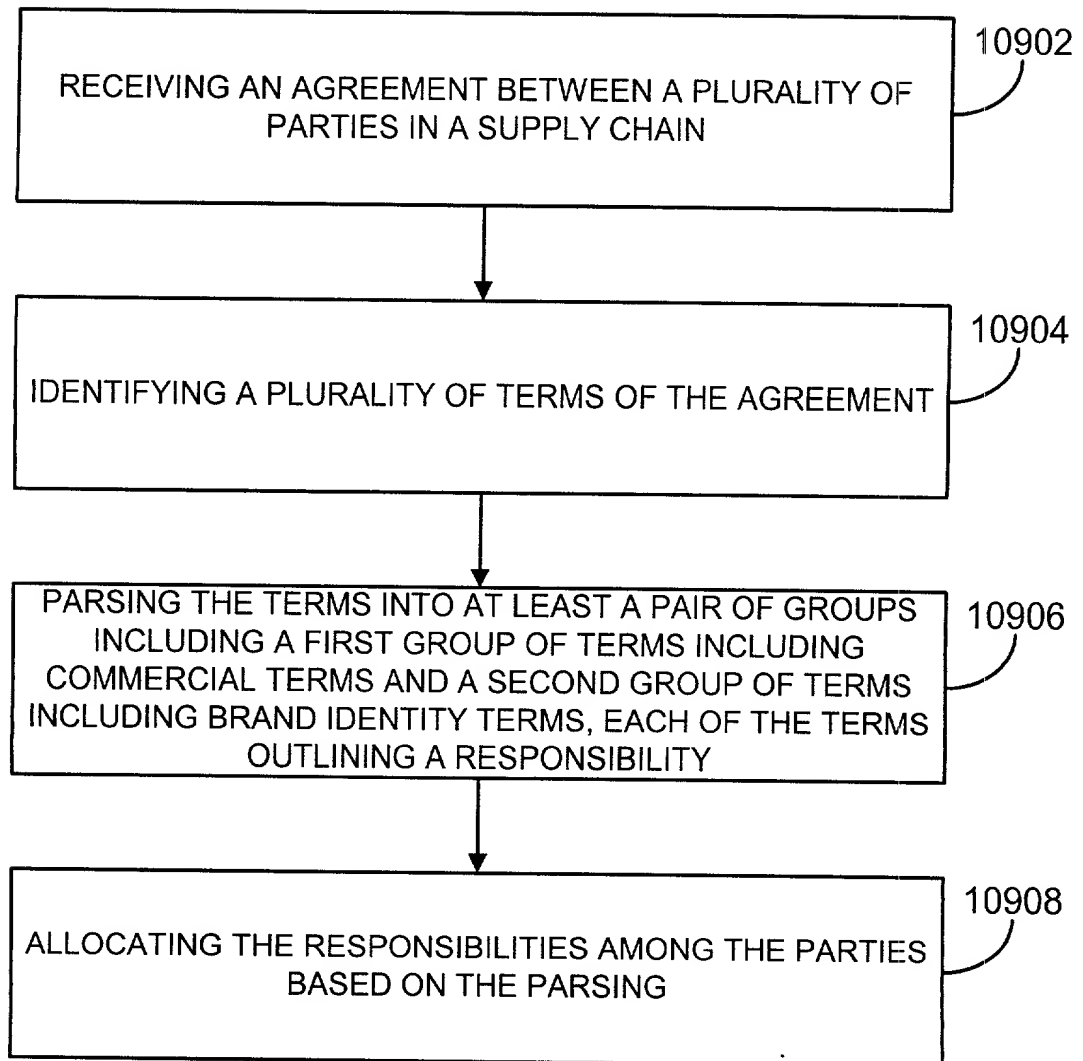 10902
RECEIVING AN AGREEMENT BETWEEN A PLURALITY OF
PARTIES IN A SUPPLY CHAIN
10904
IDENTIFYING A PLURALITY OF TERMS OF THE AGREEMENT
10906
PARSING THE TERMS INTO AT LEAST A PAIR OF GROUPS
INCLUDING A FIRST GROUP OF TERMS INCLUDING
COMMERCIAL TERMS AND A SECOND GROUP OF TERMS
INCLUDING BRAND IDENTITY TERMS, EACH OF THE TERMS
OUTLINING A RESPONSIBILITY
10908
ALLOCATING THE RESPONSIBILITIES AMONG THE PARTIES
BASED ON THE PARSING